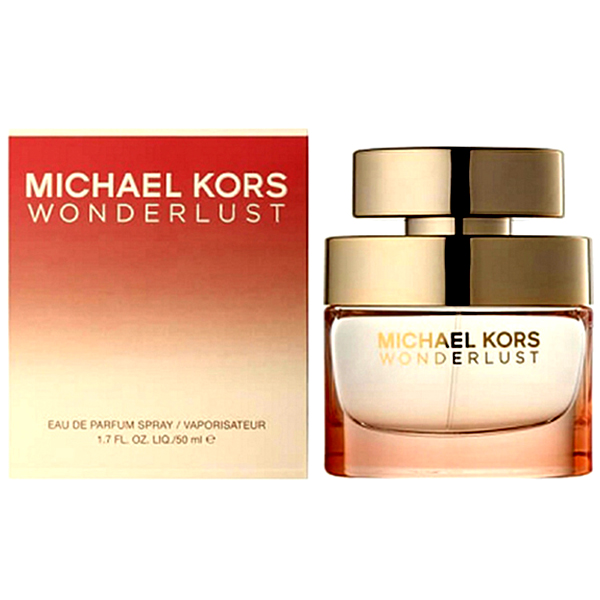 MICHAEL KORS
WONDERLUST
EAU DE PARFUM SPRAY / VAPORISATEUR
1.7 FL. OZ. LIQ./50 ml ℮
MICHAEL KORS
WONDERLUST